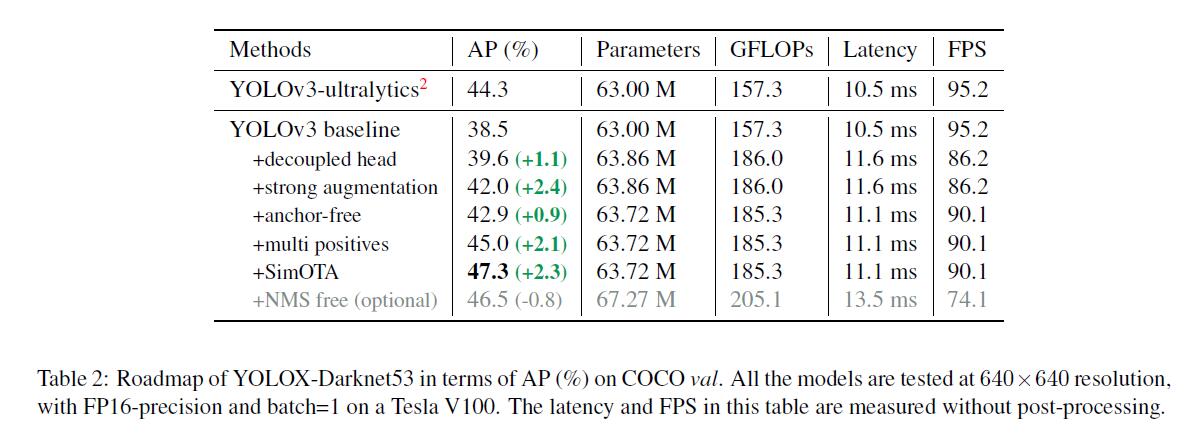 Methods AP (%) Parameters GFLOPs Latency FPS
YOLOv3-ultralytics2 44.3 63.00 M 157.3 10.5 ms 95.2
YOLOv3 baseline 38.5 63.00 M 157.3 10.5 ms 95.2
+decoupled head 39.6 (+1.1) 63.86 M 186.0 11.6 ms 86.2
+strong augmentation 42.0 (+2.4) 63.86 M 186.0 11.6 ms 86.2
+anchor-free 42.9 (+0.9) 63.72 M 185.3 11.1 ms 90.1
+multi positives 45.0 (+2.1) 63.72 M 185.3 11.1 ms 90.1
+SimOTA 47.3 (+2.3) 63.72 M 185.3 11.1 ms 90.1
+NMS free (optional) 46.5 (-0.8) 67.27 M 205.1 13.5 ms 74.1
Table 2: Roadmap of YOLOX-Darknet53 in terms of AP (%) on COCO val. All the models are tested at 640×640 resolution,
with FP16-precision and batch=1 on a Tesla V100. The latency and FPS in this table are measured without post-processing.